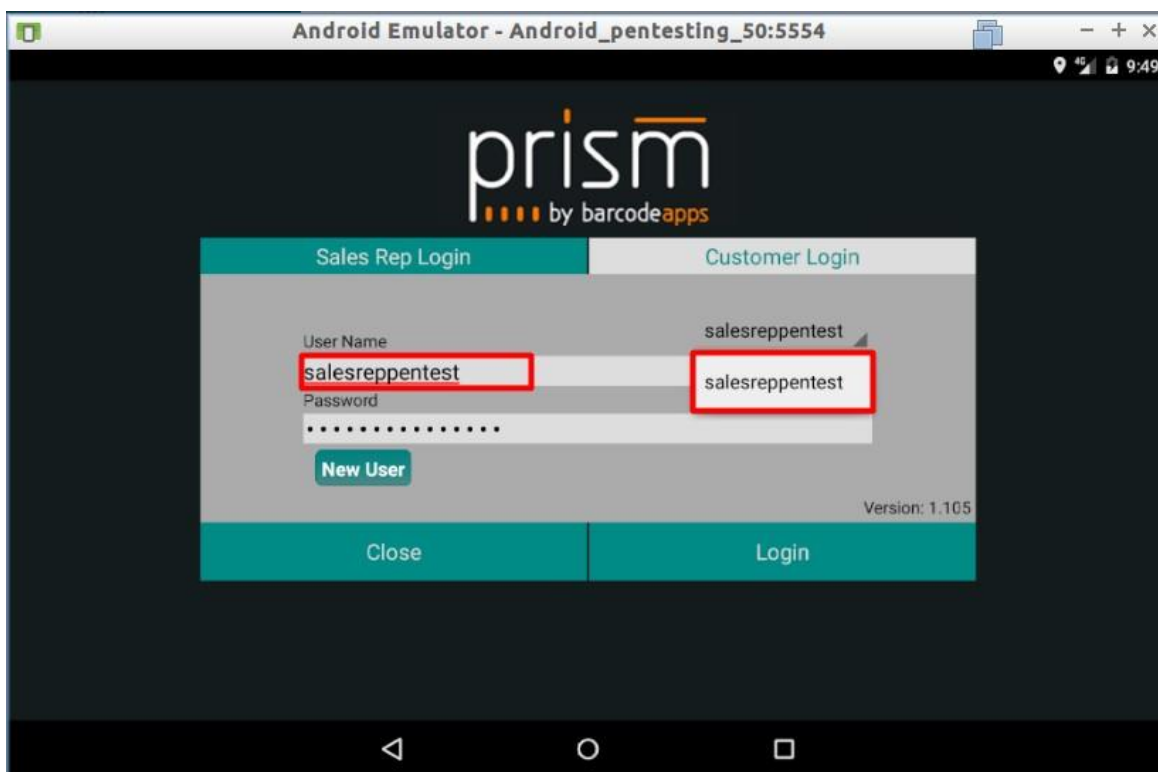 Android Emulator - Android_pentesting_50:5554
4G 9:49
prism
by barcodeapps
Sales Rep Login Customer Login
salesreppentest
User Name
salesreppentest
salesreppentest
Password
New User
Version: 1.105
Close Login